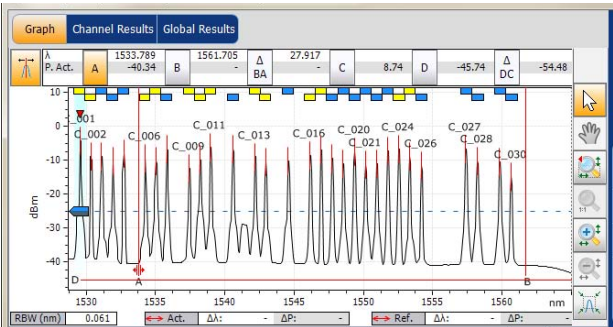 Graph Channel Results Global Results
λ 1533.789 1561.705 Δ 27.917
P. Act. A -40.34 B - BA - C 8.74 D -45.74 Δ DC -54.48
10
0
-10
-20
-30
-40
dBm
_001
C_002
C_006
C_009
C_011
C_013
C_016
C_020
C_021
C_024
C_026
C_027
C_028
C_030
D
A
B
1530 1535 1540 1545 1550 1555 1560 nm
1:1
RBW (nm) 0.061 Act. Δλ: - ΔP: - Ref. Δλ: - ΔP: -